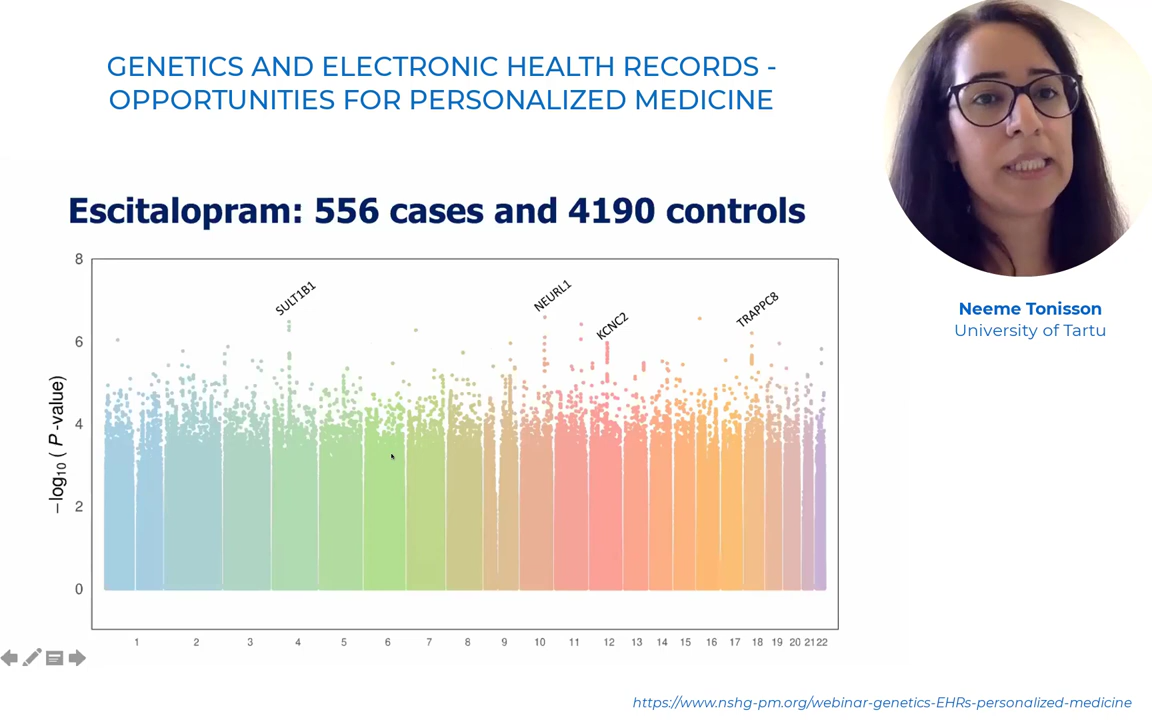 GENETICS AND ELECTRONIC HEALTH RECORDS -
OPPORTUNITIES FOR PERSONALIZED MEDICINE
Neeme Tonisson
University of Tartu
Escitalopram: 556 cases and 4190 controls
SULT1B1
NEURL1
KCNC2
TRAPPC8
−log10 ( P -value)
8
6
4
2
0
1 2 3 4 5 6 7 8 9 10 11 12 13 14 15 16 17 18 19 20 21 22
https://www.nshg-pm.org/webinar-genetics-EHRs-personalized-medicine